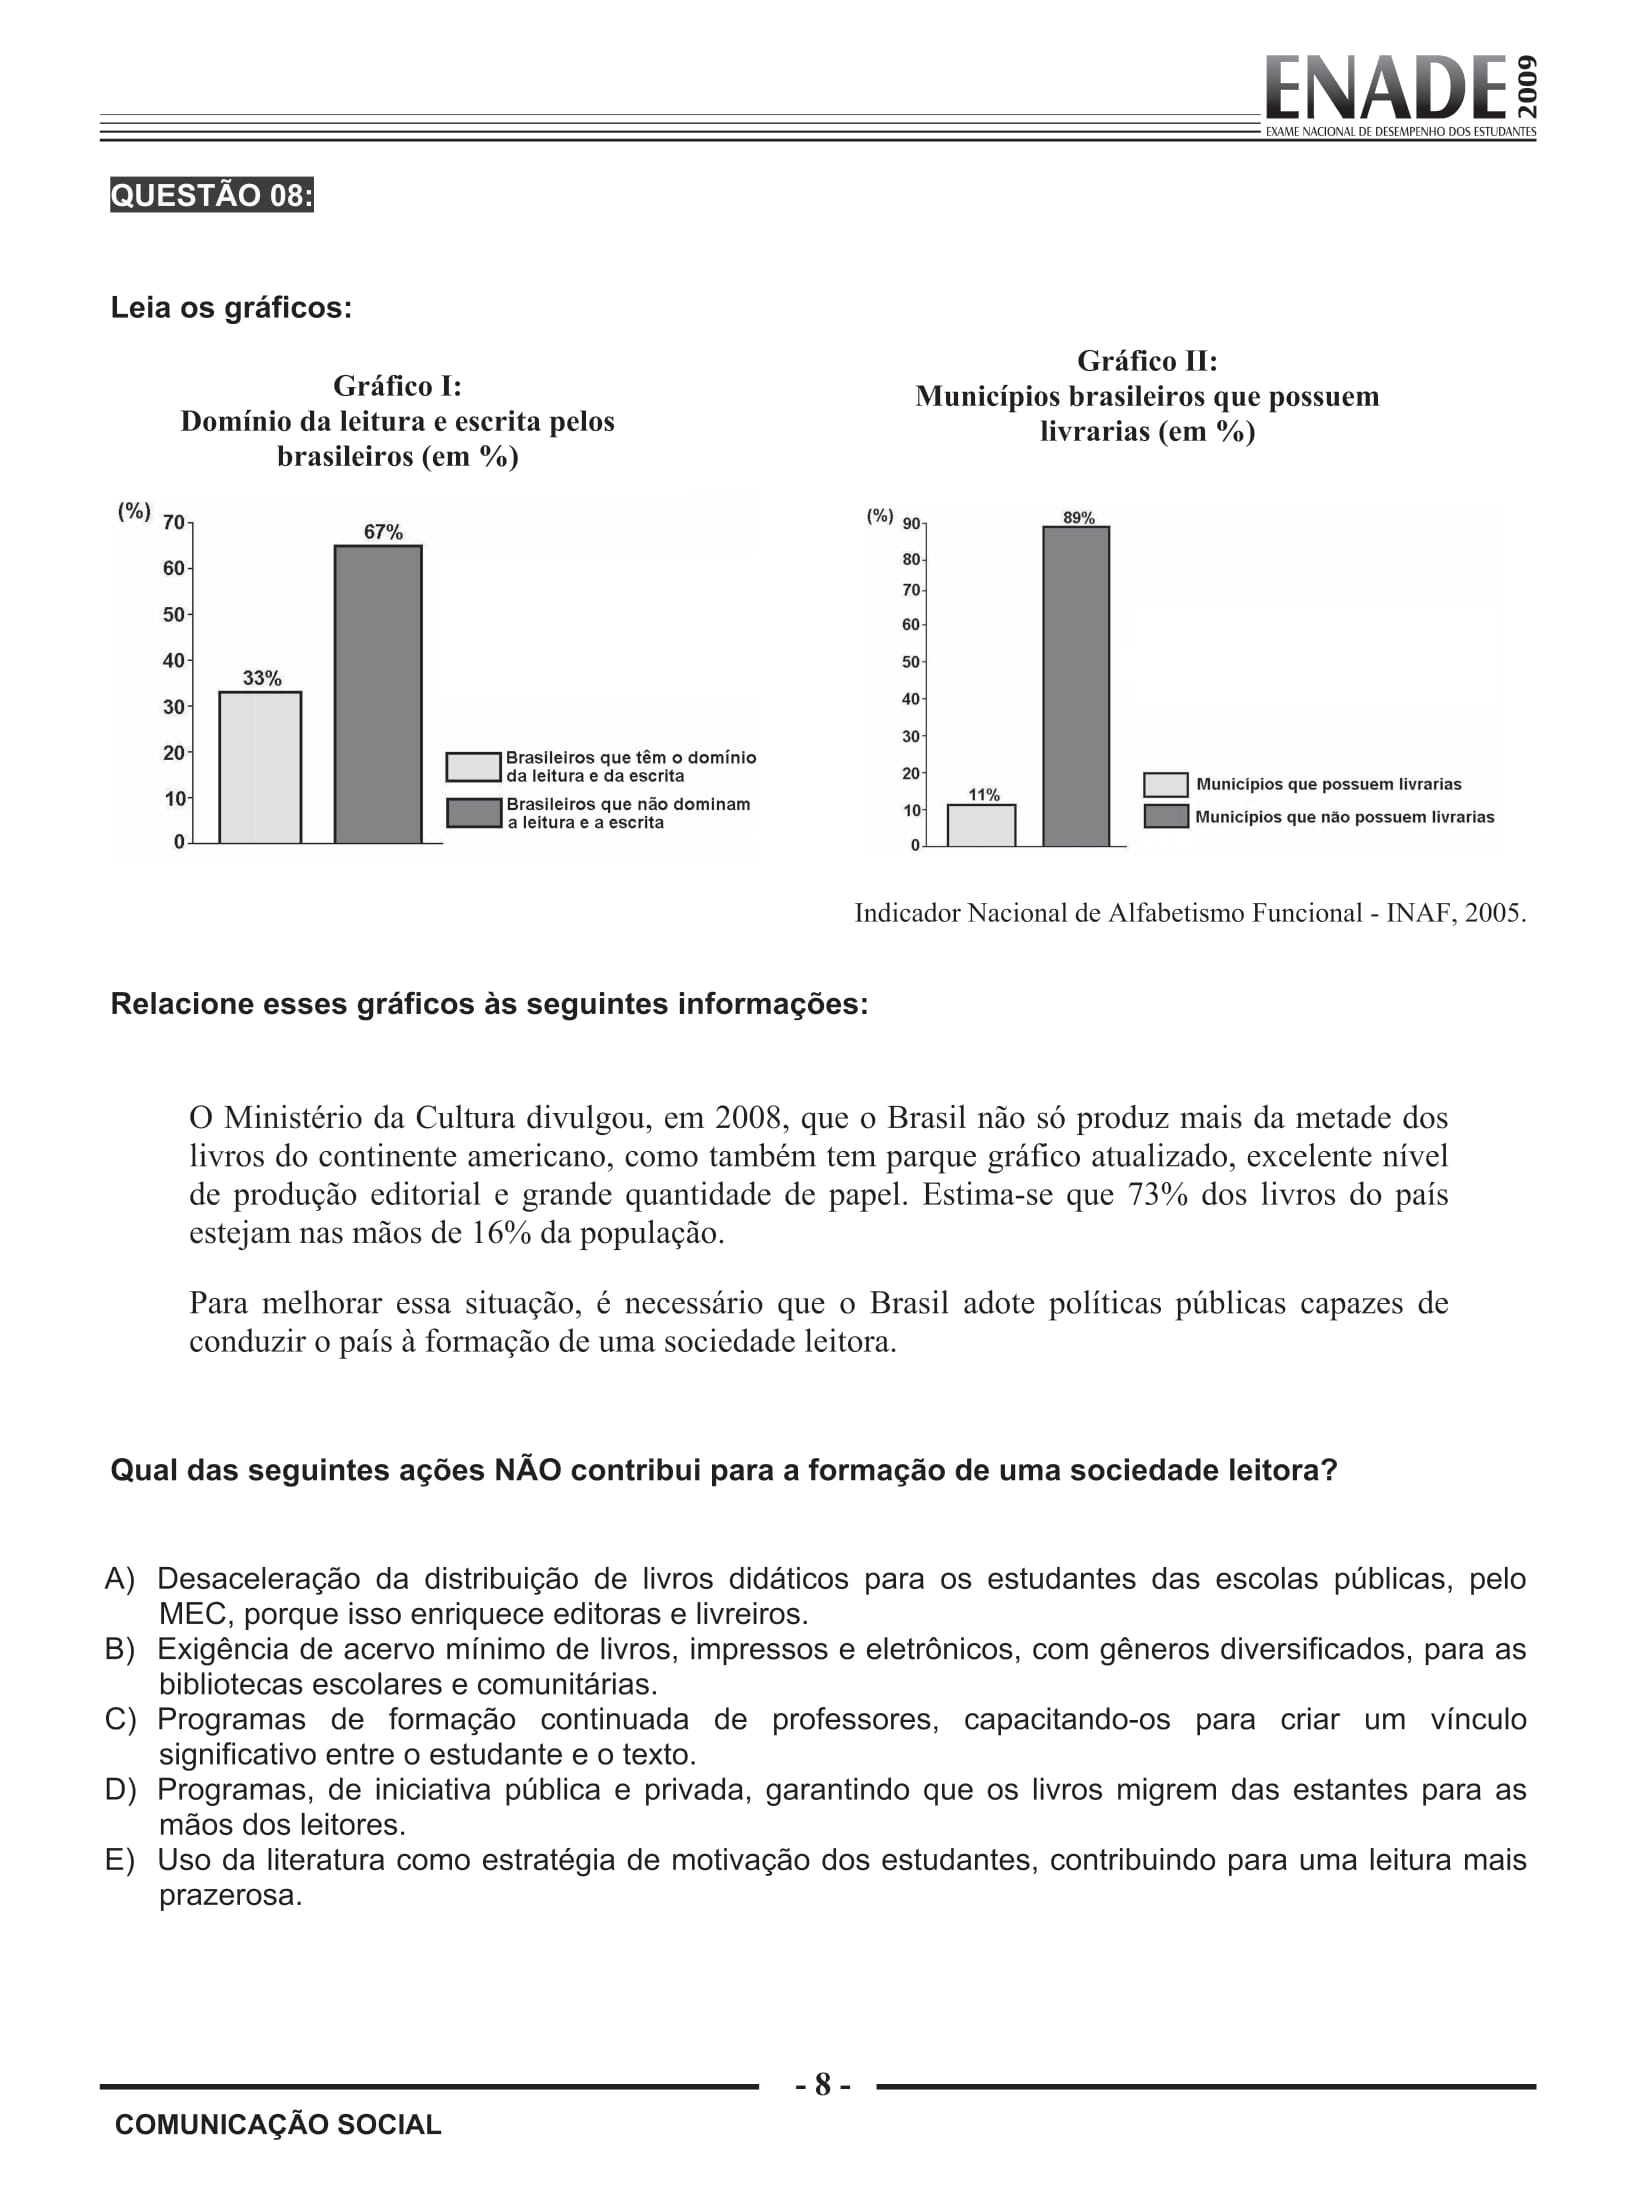 ENADE 2009
EXAME NACIONAL DE DESEMPENHO DOS ESTUDANTES
QUESTÃO 08:
Leia os gráficos:
Gráfico I:
Domínio da leitura e escrita pelos
brasileiros (em %)
(%)
70
60
50
40
30
20
10
0
33%
67%
Brasileiros que têm o domínio
da leitura e da escrita
Brasileiros que não dominam
a leitura e a escrita
Gráfico II:
Municípios brasileiros que possuem
livrarias (em %)
(%)
90
80
70
60
50
40
30
20
10
0
11%
89%
Municípios que possuem livrarias
Municípios que não possuem livrarias
Indicador Nacional de Alfabetismo Funcional - INAF, 2005.
Relacione esses gráficos às seguintes informações:
O Ministério da Cultura divulgou, em 2008, que o Brasil não só produz mais da metade dos
livros do continente americano, como também tem parque gráfico atualizado, excelente nível
de produção editorial e grande quantidade de papel. Estima-se que 73% dos livros do país
estejam nas mãos de 16% da população.
Para melhorar essa situação, é necessário que o Brasil adote políticas públicas capazes de
conduzir o país à formação de uma sociedade leitora.
Qual das seguintes ações NÃO contribui para a formação de uma sociedade leitora?
A) Desaceleração da distribuição de livros didáticos para os estudantes das escolas públicas, pelo
MEC, porque isso enriquece editoras e livreiros.
B) Exigência de acervo mínimo de livros, impressos e eletrônicos, com gêneros diversificados, para as
bibliotecas escolares e comunitárias.
C) Programas de formação continuada de professores, capacitando-os para criar um vínculo
significativo entre o estudante e o texto.
D) Programas, de iniciativa pública e privada, garantindo que os livros migrem das estantes para as
mãos dos leitores.
E) Uso da literatura como estratégia de motivação dos estudantes, contribuindo para uma leitura mais
prazerosa.
- 8 -
COMUNICAÇÃO SOCIAL